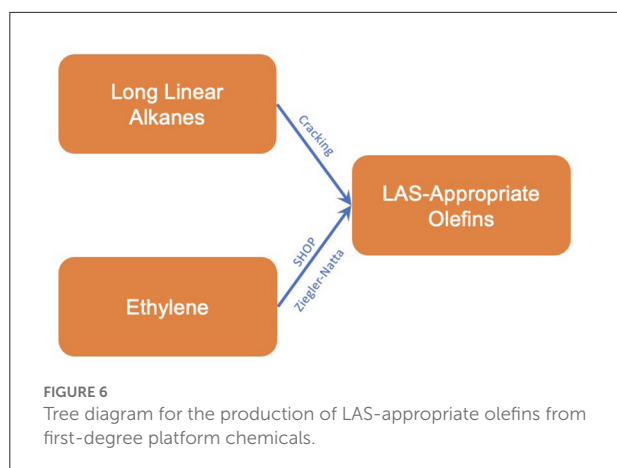 Long Linear
Alkanes
Cracking
LAS-Appropriate
Olefins
SHOP
Ziegler-Natta
Ethylene
FIGURE 6
Tree diagram for the production of LAS-appropriate olefins from
first-degree platform chemicals.